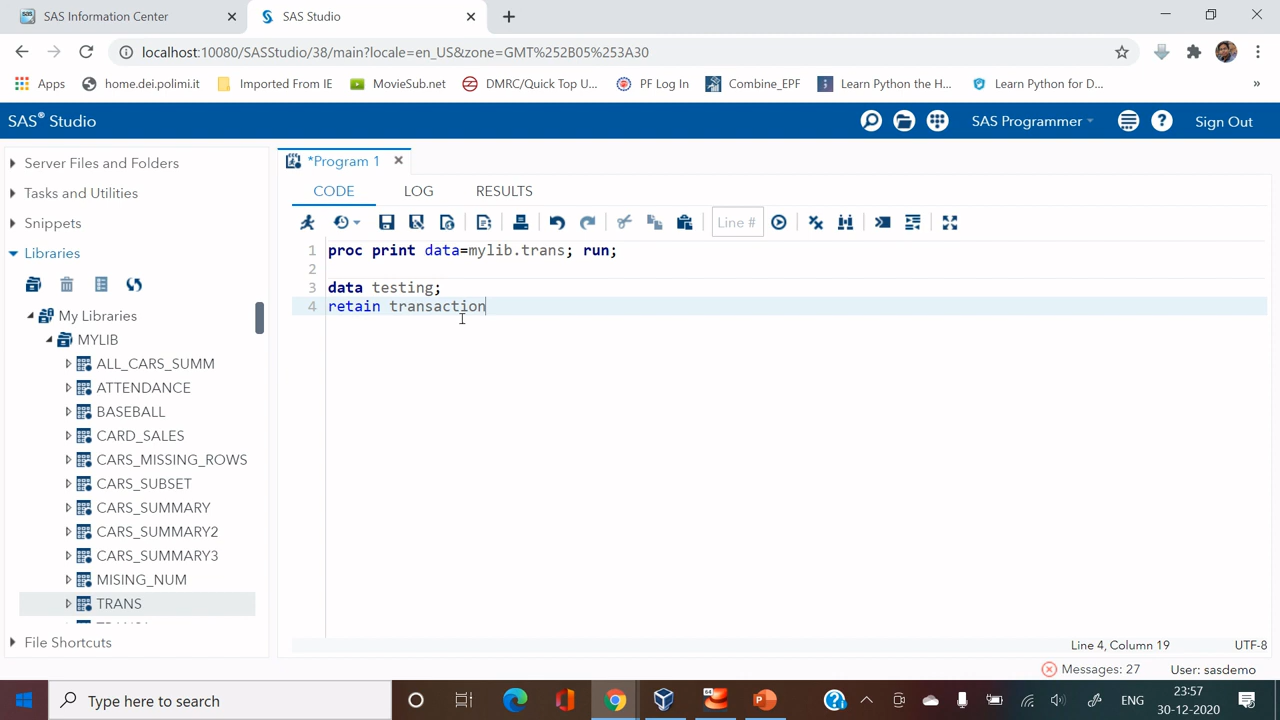 SAS Information Center
SAS Studio
localhost:10080/SASStudio/38/main?locale=en_US&zone=GMT%252B05%253A30
Apps home.dei.polimi.it Imported From IE MovieSub.net DMRC/Quick Top U... PF Log In Combine_EPF Learn Python the H... Learn Python for D... »
SAS® Studio
SAS Programmer
Sign Out
Server Files and Folders
Tasks and Utilities
Snippets
Libraries
My Libraries
MYLIB
ALL_CARS_SUMM
ATTENDANCE
BASEBALL
CARD_SALES
CARS_MISSING_ROWS
CARS_SUBSET
CARS_SUMMARY
CARS_SUMMARY2
CARS_SUMMARY3
MISING_NUM
TRANS
File Shortcuts
*Program 1
CODE LOG RESULTS
Line #
1 proc print data=mylib.trans; run;
2
3 data testing;
4 retain transaction
Line 4, Column 19 UTF-8
Messages: 27 User: sasdemo
Type here to search
64
ENG
23:57
30-12-2020